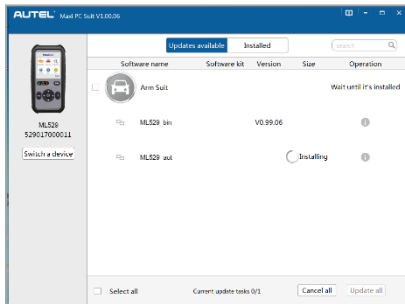 AUTEL Maxi PC Suit V1.00.06
Updates available Installed search
Software name Software kit Version Size Operation
Arm Suit Wait until it's installed
ML529_bin V0.99.06
ML529_aut Installing
ML529
529017000011
Switch a device
Select all Current update tasks 0/1 Cancel all Update all